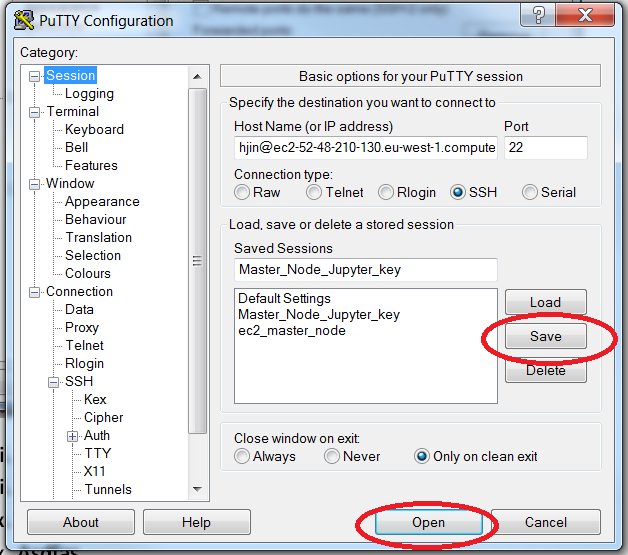 PuTTY Configuration
?
X
Category:
Session
Logging
Terminal
Keyboard
Bell
Features
Window
Appearance
Behaviour
Translation
Selection
Colours
Connection
Data
Proxy
Telnet
Rlogin
SSH
Kex
Cipher
Auth
TTY
X11
Tunnels
Basic options for your PuTTY session
Specify the destination you want to connect to
Host Name (or IP address) Port
hjin@ec2-52-48-210-130.eu-west-1.compute 22
Connection type:
Raw Telnet Rlogin SSH Serial
Load, save or delete a stored session
Saved Sessions
Master_Node_Jupyter_key
Default Settings
Master_Node_Jupyter_key
ec2_master_node
Load
Save
Delete
Close window on exit:
Always Never Only on clean exit
About Help Open Cancel